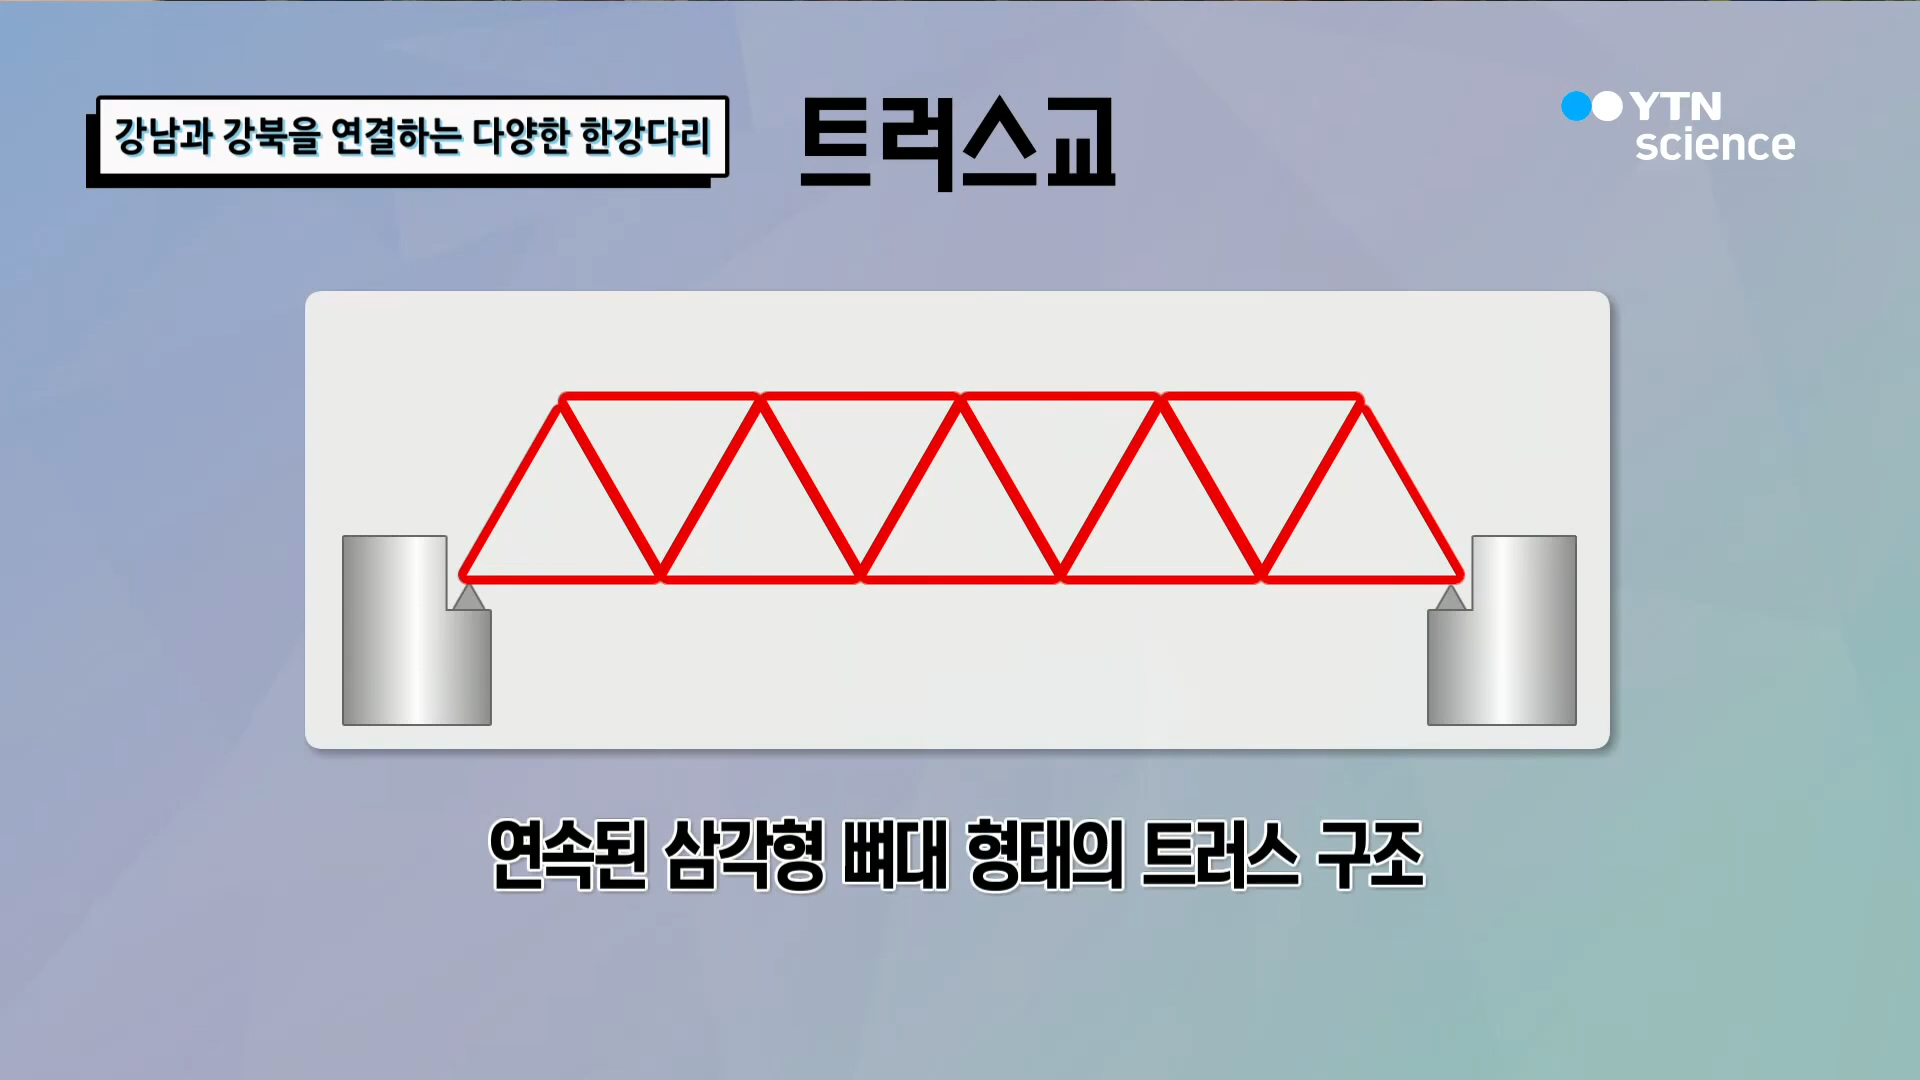 강남과 강북을 연결하는 다양한 한강다리
트러스교
YTN
science
연속된 삼각형 뼈대 형태의 트러스 구조